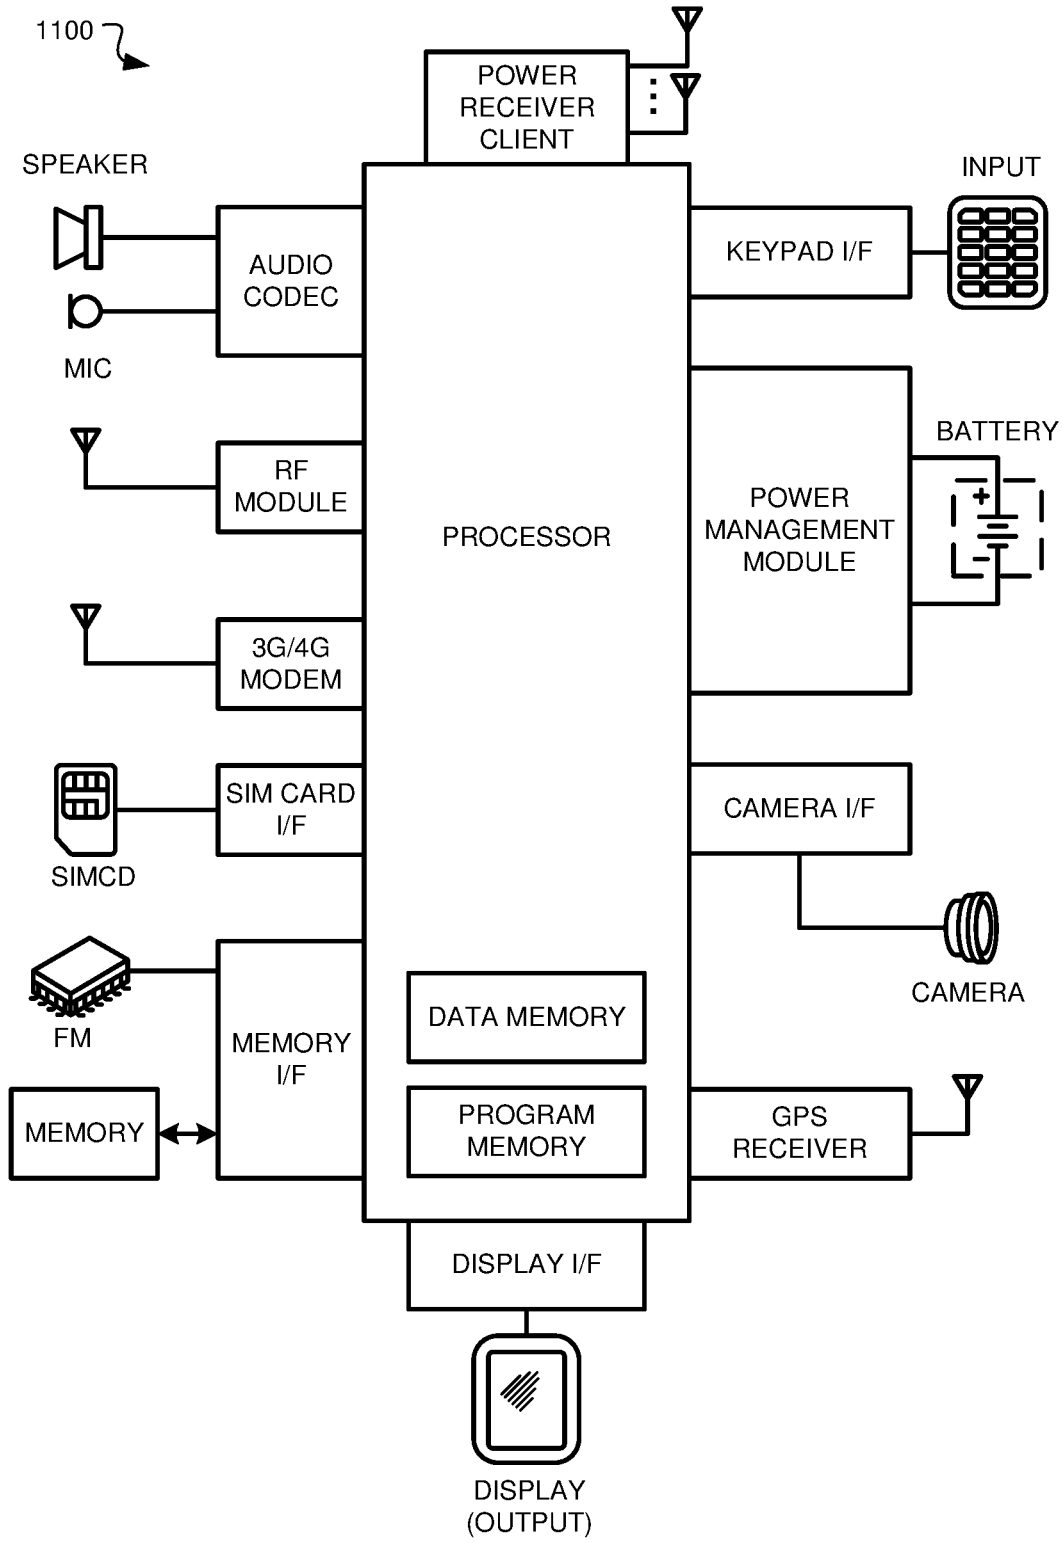 1100
POWER
RECEIVER
CLIENT
SPEAKER
INPUT
AUDIO
CODEC
KEYPAD I/F
MIC
BATTERY
RF
MODULE
PROCESSOR
POWER
MANAGEMENT
MODULE
+
-
3G/4G
MODEM
SIM CARD
I/F
CAMERA I/F
SIMCD
CAMERA
FM
DATA MEMORY
MEMORY
I/F
MEMORY
PROGRAM
MEMORY
GPS
RECEIVER
DISPLAY I/F
DISPLAY
(OUTPUT)